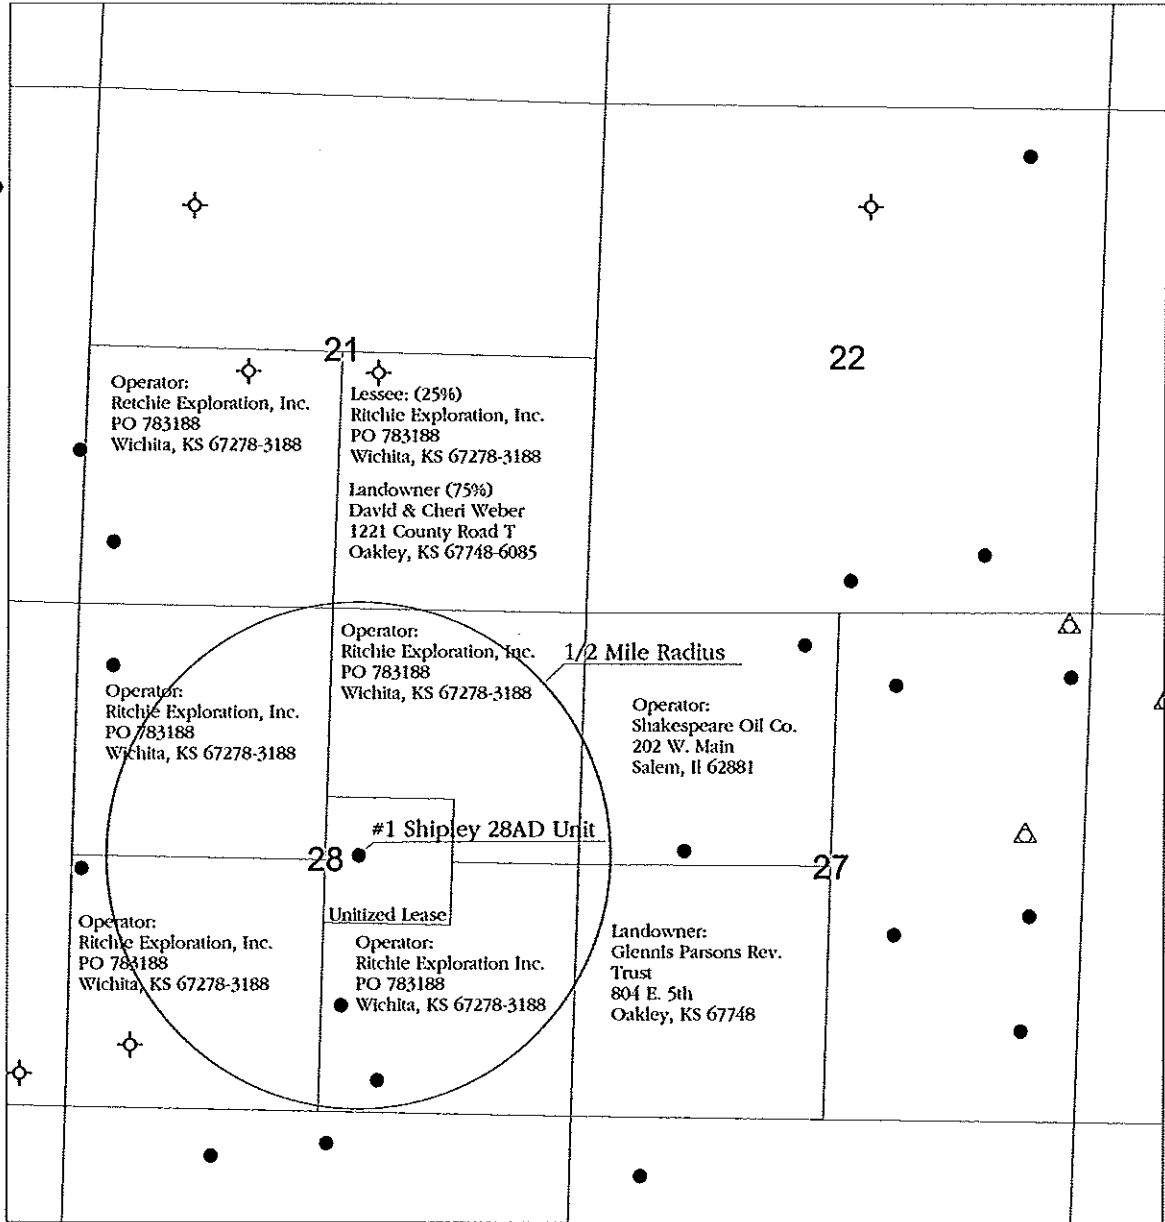 21
22
Operator:
Retchie Exploration, Inc.
PO 783188
Wichita, KS 67278-3188
Lessee: (25%)
Ritchie Exploration, Inc.
PO 783188
Wichita, KS 67278-3188
Landowner (75%)
David & Cheri Weber
1221 County Road T
Oakley, KS 67748-6085
Operator:
Ritchie Exploration, Inc.
PO 783188
Wichita, KS 67278-3188
1/2 Mile Radius
Operator:
Ritchie Exploration, Inc.
PO 783188
Wichita, KS 67278-3188
Operator:
Shakespeare Oil Co.
202 W. Main
Salem, Il 62881
#1 Shipley 28AD Unit
28
27
Unitized Lease
Operator:
Ritchie Exploration, Inc.
PO 783188
Wichita, KS 67278-3188
Operator:
Ritchie Exploration Inc.
PO 783188
Wichita, KS 67278-3188
Landowner:
Glennis Parsons Rev.
Trust
804 E. 5th
Oakley, KS 67748